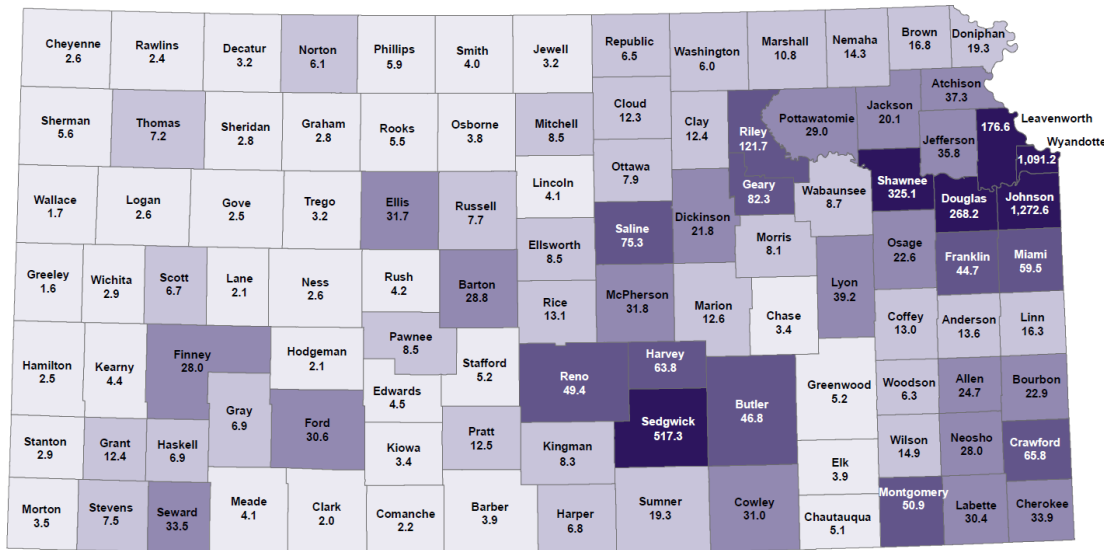 Cheyenne
2.6
Rawlins
2.4
Decatur
3.2
Norton
6.1
Phillips
5.9
Smith
4.0
Jewell
3.2
Republic
6.5
Washington
6.0
Marshall
10.8
Nemaha
14.3
Brown
16.8
Doniphan
19.3
Sherman
5.6
Thomas
7.2
Sheridan
2.8
Graham
2.8
Rooks
5.5
Osborne
3.8
Mitchell
8.5
Cloud
12.3
Clay
12.4
Riley
121.7
Pottawatomie
29.0
Jackson
20.1
Atchison
37.3
Jefferson
35.8
176.6
Leavenworth
Wyandotte
1,091.2
Wallace
1.7
Logan
2.6
Gove
2.5
Trego
3.2
Ellis
31.7
Russell
7.7
Lincoln
4.1
Ottawa
7.9
Saline
75.3
Dickinson
21.8
Geary
82.3
Wabaunsee
8.7
Shawnee
325.1
Douglas
268.2
Johnson
1,272.6
Greeley
1.6
Wichita
2.9
Scott
6.7
Lane
2.1
Ness
2.6
Rush
4.2
Barton
28.8
Ellsworth
8.5
Rice
13.1
McPherson
31.8
Marion
12.6
Morris
8.1
Chase
3.4
Lyon
39.2
Osage
22.6
Franklin
44.7
Miami
59.5
Coffey
13.0
Anderson
13.6
Linn
16.3
Hamilton
2.5
Kearny
4.4
Finney
28.0
Hodgeman
2.1
Pawnee
8.5
Stafford
5.2
Edwards
4.5
Gray
6.9
Ford
30.6
Reno
49.4
Harvey
63.8
Sedgwick
517.3
Butler
46.8
Greenwood
5.2
Woodson
6.3
Allen
24.7
Bourbon
22.9
Stanton
2.9
Grant
12.4
Haskell
6.9
Kiowa
3.4
Pratt
12.5
Kingman
8.3
Elk
3.9
Wilson
14.9
Neosho
28.0
Crawford
65.8
Morton
3.5
Stevens
7.5
Seward
33.5
Meade
4.1
Clark
2.0
Comanche
2.2
Barber
3.9
Harper
6.8
Sumner
19.3
Cowley
31.0
Chautauqua
5.1
Montgomery
50.9
Labette
30.4
Cherokee
33.9